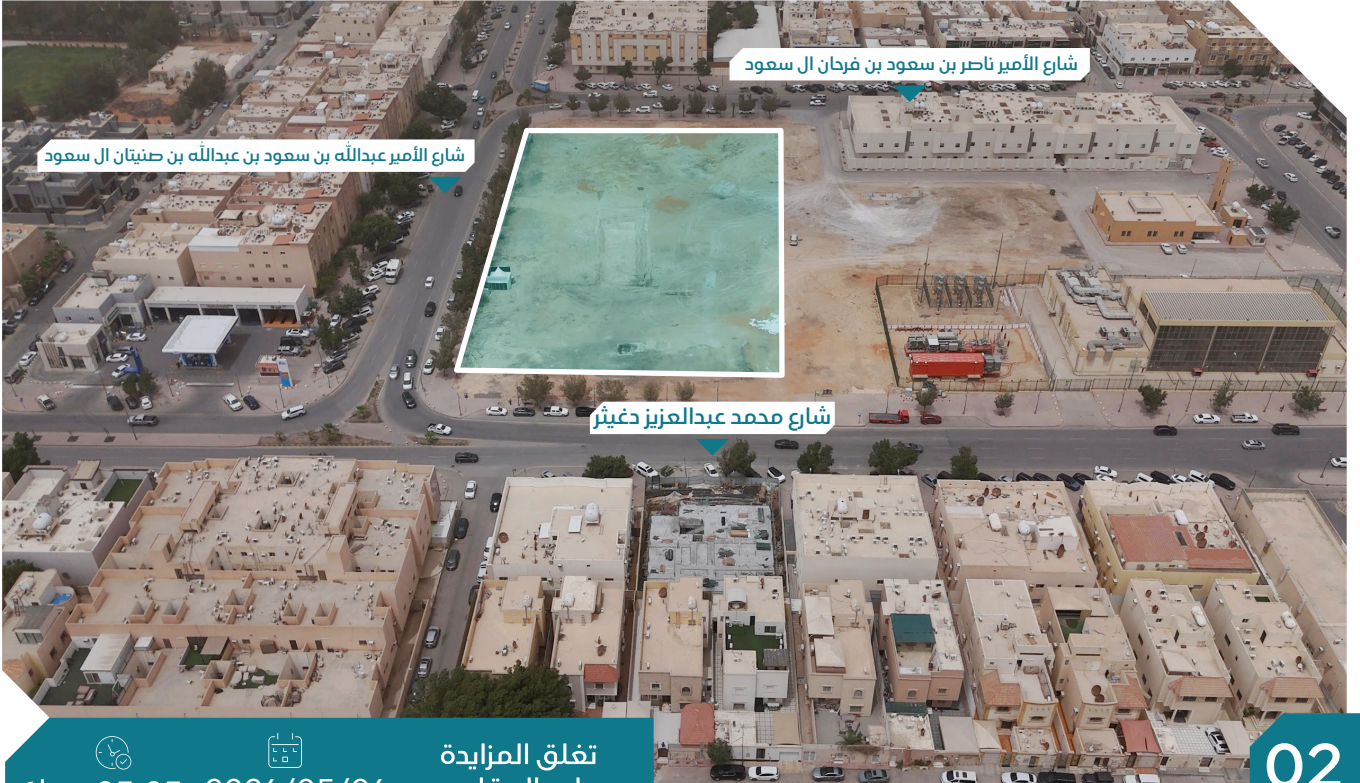 شارع الأمير ناصر بن سعود بن فرحان ال سعود
شارع الأمير عبدالله بن سعود بن عبدالله بن صنيتان ال سعود
شارع محمد عبدالعزيز دغيثر
تغلق المزايدة
02